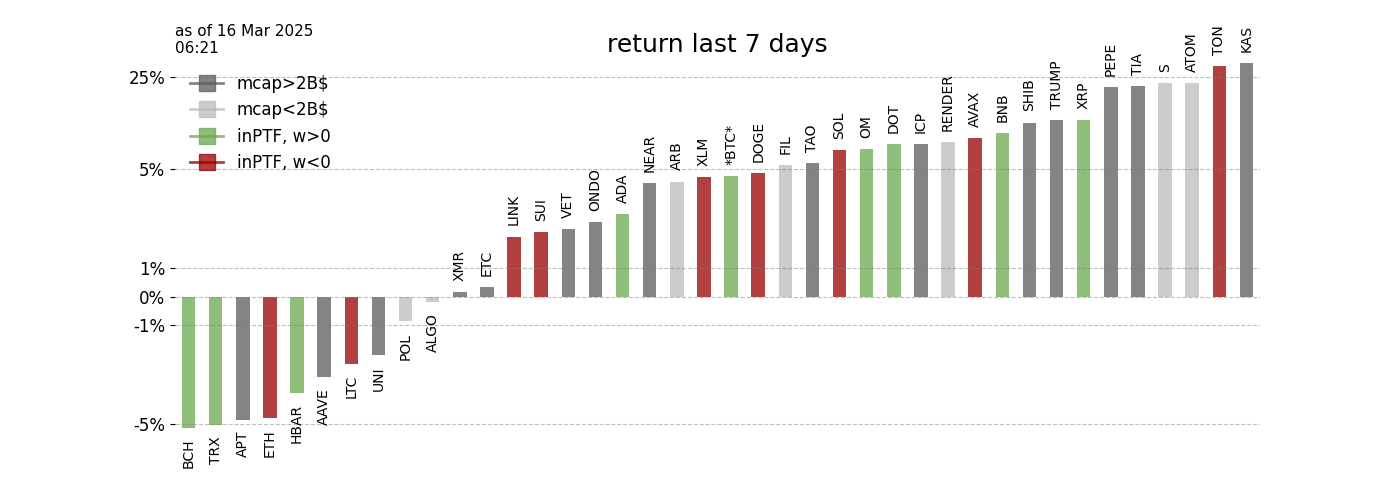 as of 16 Mar 2025
06:21
return last 7 days
mcap>2B$
mcap<2B$
inPTF, w>0
inPTF, w<0
25%
5%
1%
0%
-1%
-5%
BCH
TRX
APT
ETH
HBAR
AAVE
LTC
UNI
POL
ALGO
XMR
ETC
LINK
SUI
VET
ONDO
ADA
NEAR
ARB
XLM
*BTC*
DOGE
FIL
TAO
SOL
OM
DOT
ICP
RENDER
AVAX
BNB
SHIB
TRUMP
XRP
PEPE
TIA
S
ATOM
TON
KAS